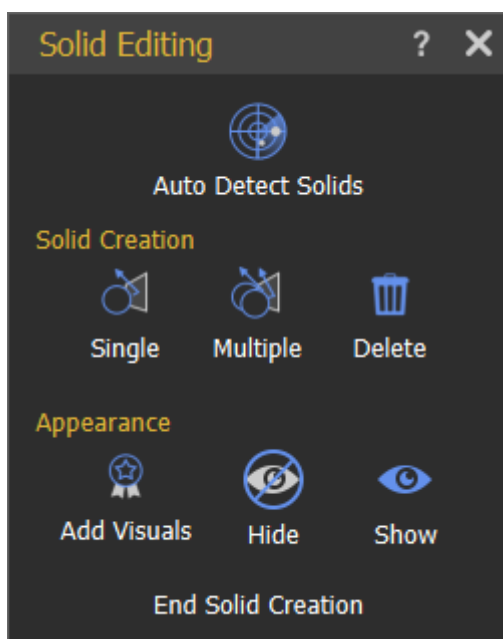 Solid Editing ?
Auto Detect Solids
Solid Creation
Single Multiple Delete
Appearance
Add Visuals Hide Show
End Solid Creation